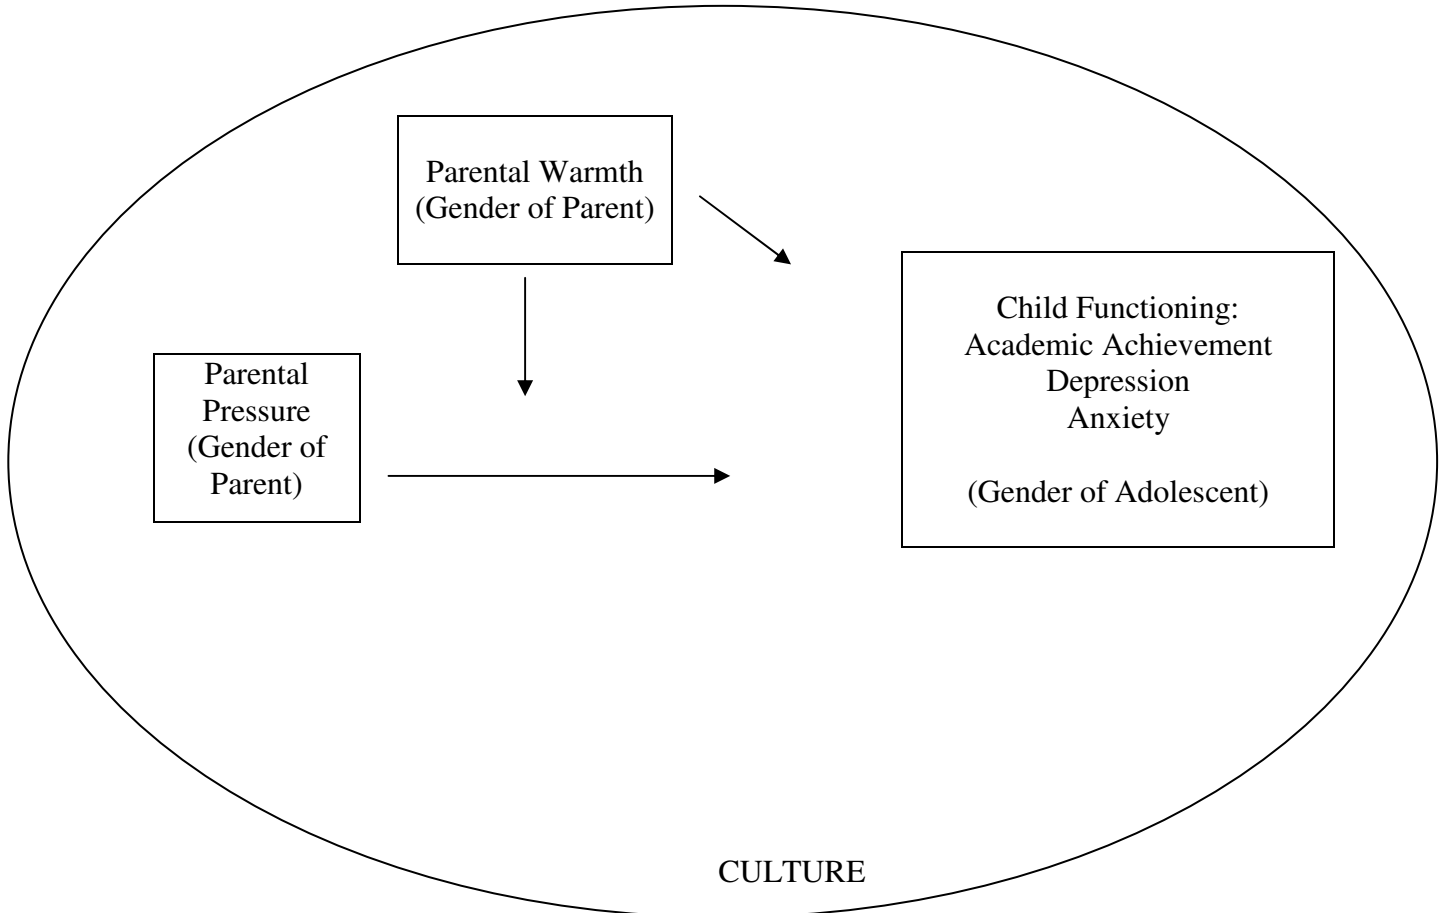 Parental Warmth
(Gender of Parent)
Child Functioning:
Academic Achievement
Depression
Anxiety
(Gender of Adolescent)
Parental
Pressure
(Gender of
Parent)
CULTURE